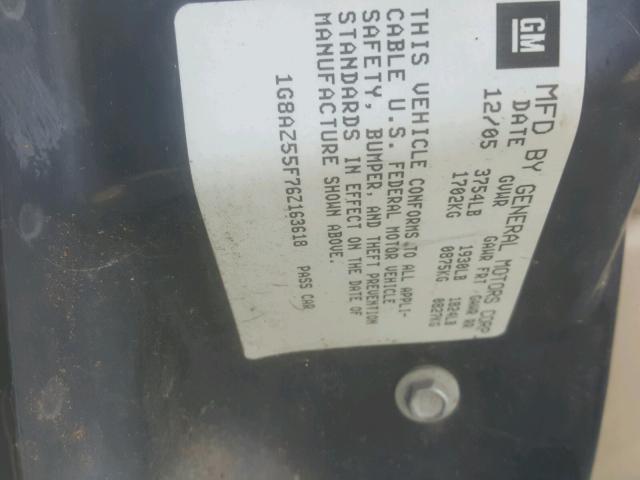 GM
MFD BY GENERAL MOTORS CORP
DATE GVWR GAWR FRT GAWR RR
12/05 3754LB 1930LB 1824LB
1702KG 0875KG 0827KG
THIS VEHICLE CONFORMS TO ALL APPLI-
CABLE U.S. FEDERAL MOTOR VEHICLE
SAFETY, BUMPER, AND THEFT PREVENTION
STANDARDS IN EFFECT ON THE DATE OF
MANUFACTURE SHOWN ABOVE.
1G8AZ55F76Z163618 PASS CAR